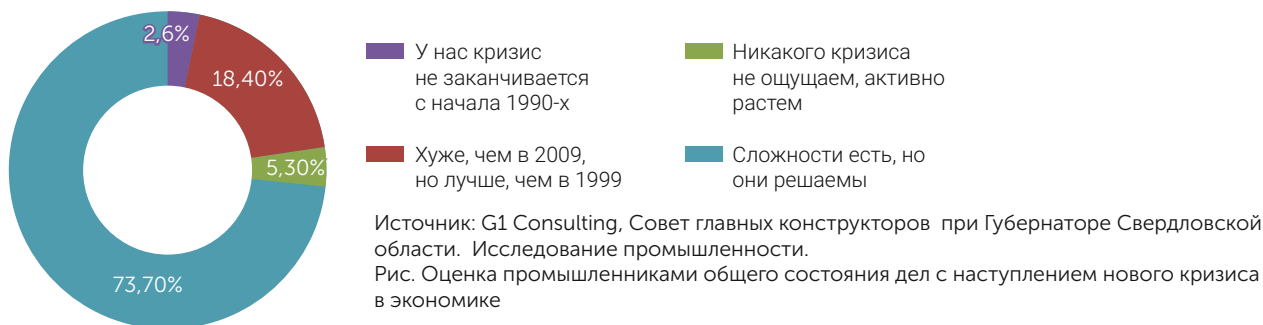 2,6%
18,40%
5,30%
73,70%
У нас кризис
не заканчивается
с начала 1990-х
Хуже, чем в 2009,
но лучше, чем в 1999
Никакого кризиса
не ощущаем, активно
растем
Сложности есть, но
они решаемы
Источник: G1 Consulting, Совет главных конструкторов при Губернаторе Свердловской
области. Исследование промышленности.
Рис. Оценка промышленниками общего состояния дел с наступлением нового кризиса
в экономике